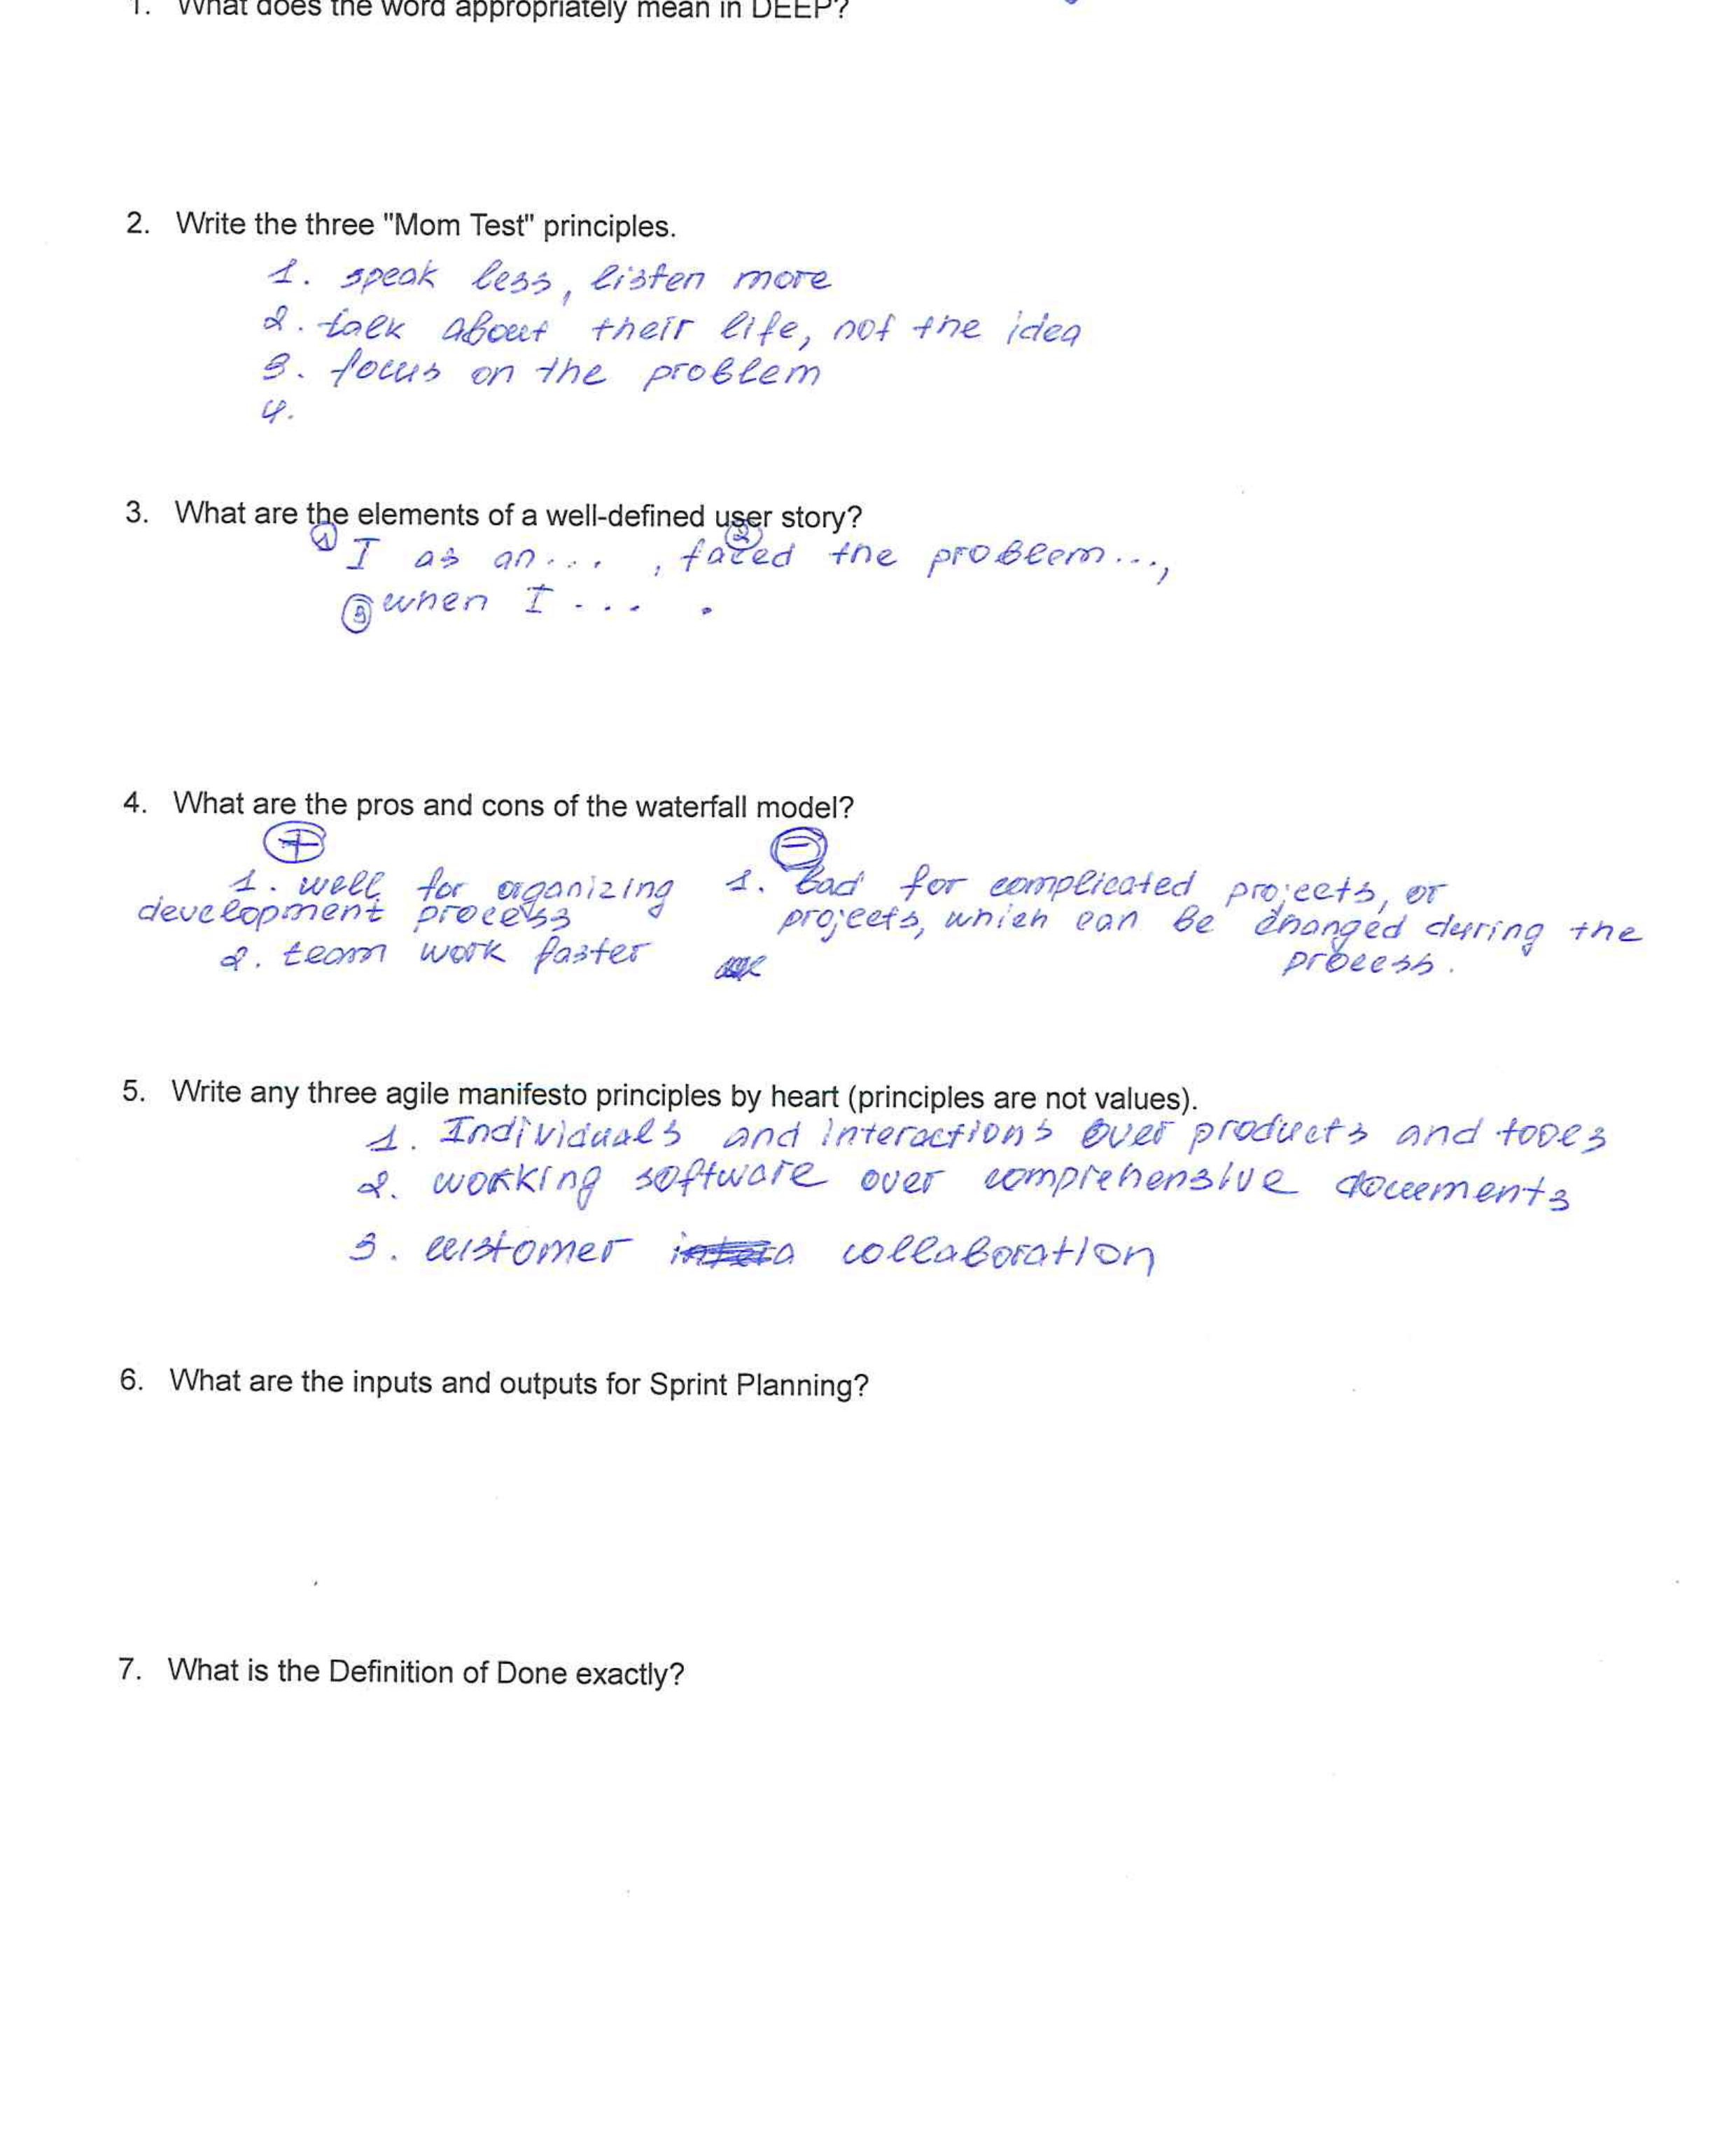 1. What does the word appropriately mean in DEEP?
2. Write the three "Mom Test" principles.
1. speak less, listen more
2. talk about their life, not the idea
3. focus on the problem
4.
3. What are the elements of a well-defined user story?
① I as an... , ② faced the problem...,
③ when I ... .
4. What are the pros and cons of the waterfall model?
+ −
1. well for organizing
development process
2. team work faster
1. bad for complicated projects, or
projects, which can be changed during the
process.
5. Write any three agile manifesto principles by heart (principles are not values).
1. Individuals and interactions over products and tools
2. working software over comprehensive documents
3. customer collaboration
6. What are the inputs and outputs for Sprint Planning?
7. What is the Definition of Done exactly?